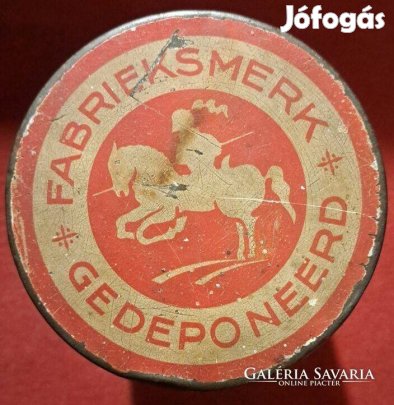 Jófogás
FABRIEKSMERK
GEDEPONEERD
GALÉRIA SAVARIA
ONLINE PIACTÉR